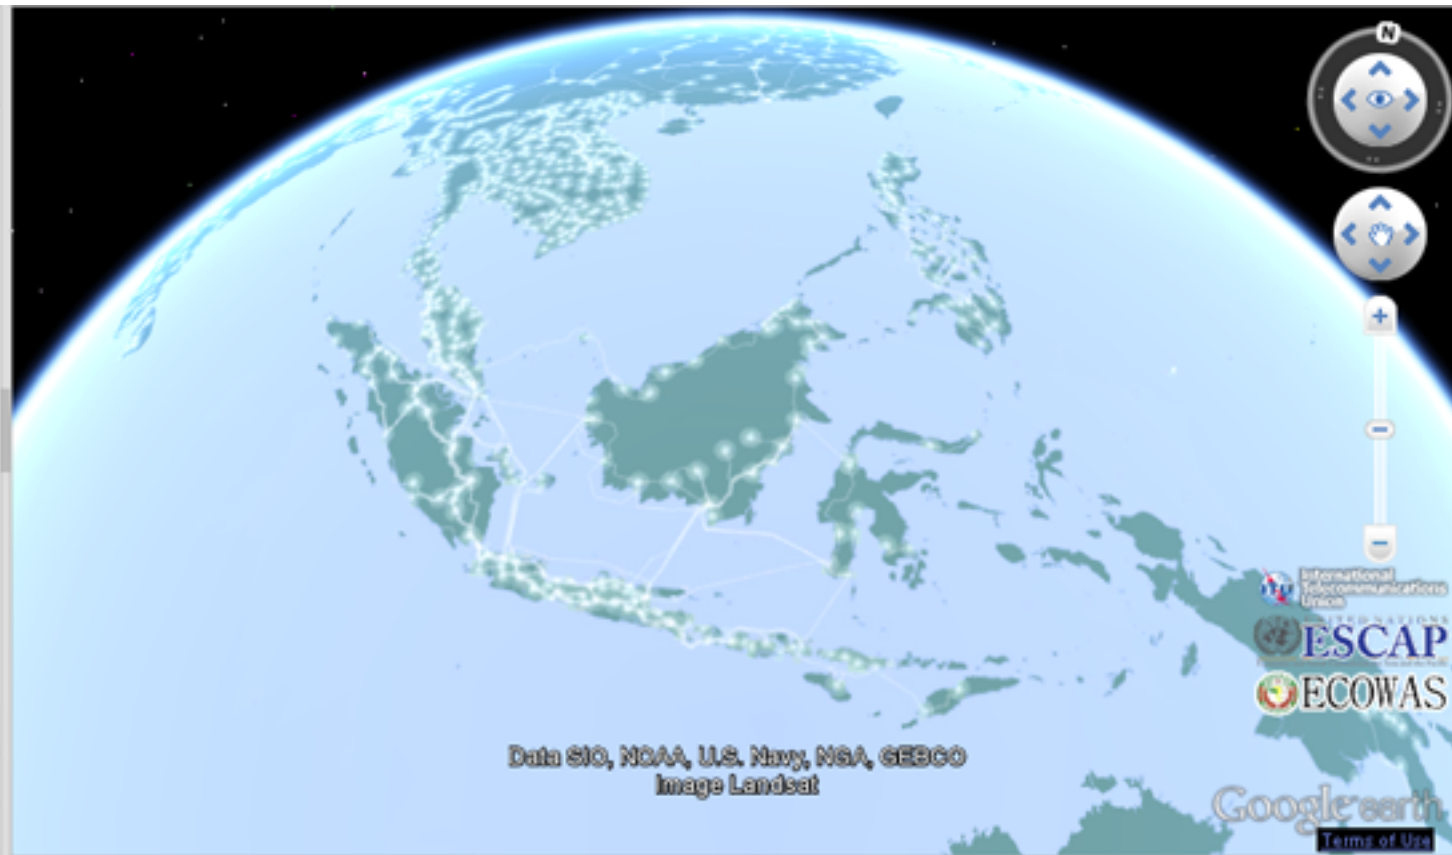 N
International
Telecommunications
Union
UNITED NATIONS
ESCAP
ECOWAS
Data SIO, NOAA, U.S. Navy, NGA, GEBCO
Image Landsat
Google earth
Terms of Use